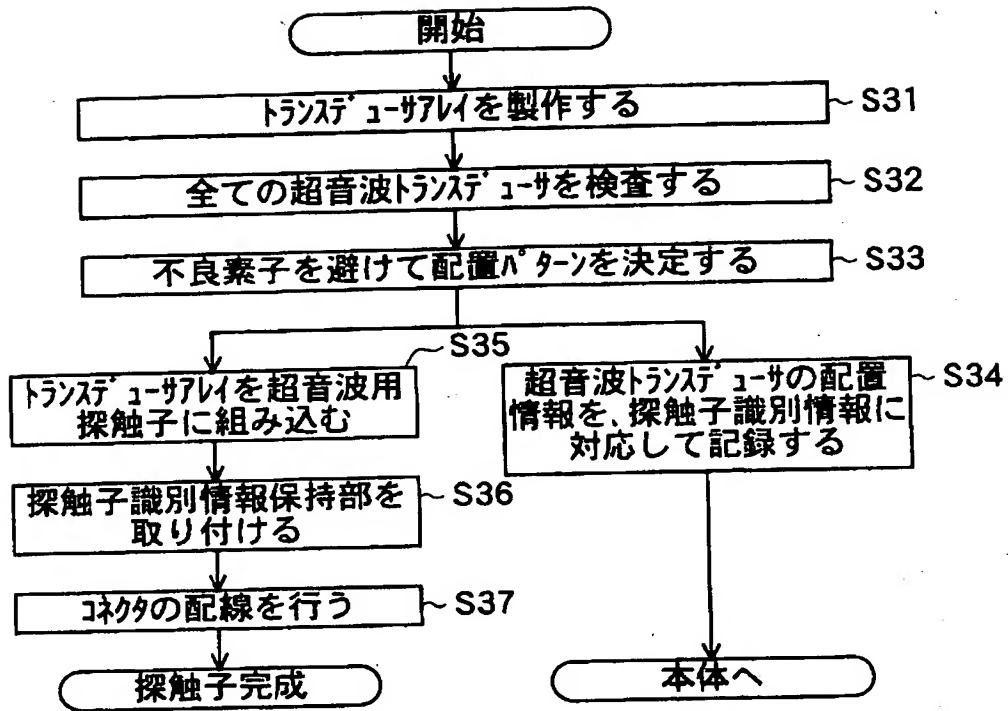 開始
トランスデューサアレイを製作する
S31
全ての超音波トランスデューサを検査する
S32
不良素子を避けて配置パターンを決定する
S33
S35
トランスデューサアレイを超音波用
探触子に組み込む
超音波トランスデューサの配置
情報を、探触子識別情報に
対応して記録する
S34
探触子識別情報保持部を
取り付ける
S36
コネクタの配線を行う
S37
探触子完成
本体へ